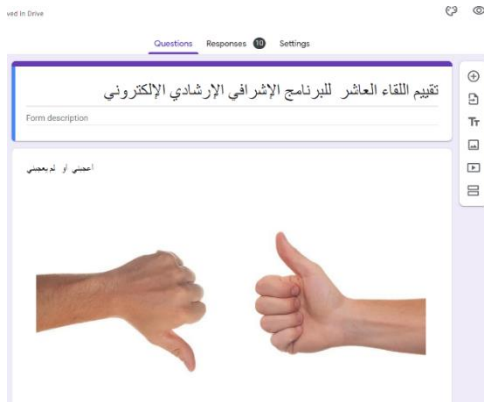 ved in Drive
Questions Responses 10 Settings
تقييم اللقاء العاشر للبرنامج الإشرافي الإرشادي الإلكتروني
Form description
اعجبني أو لم يعجبني